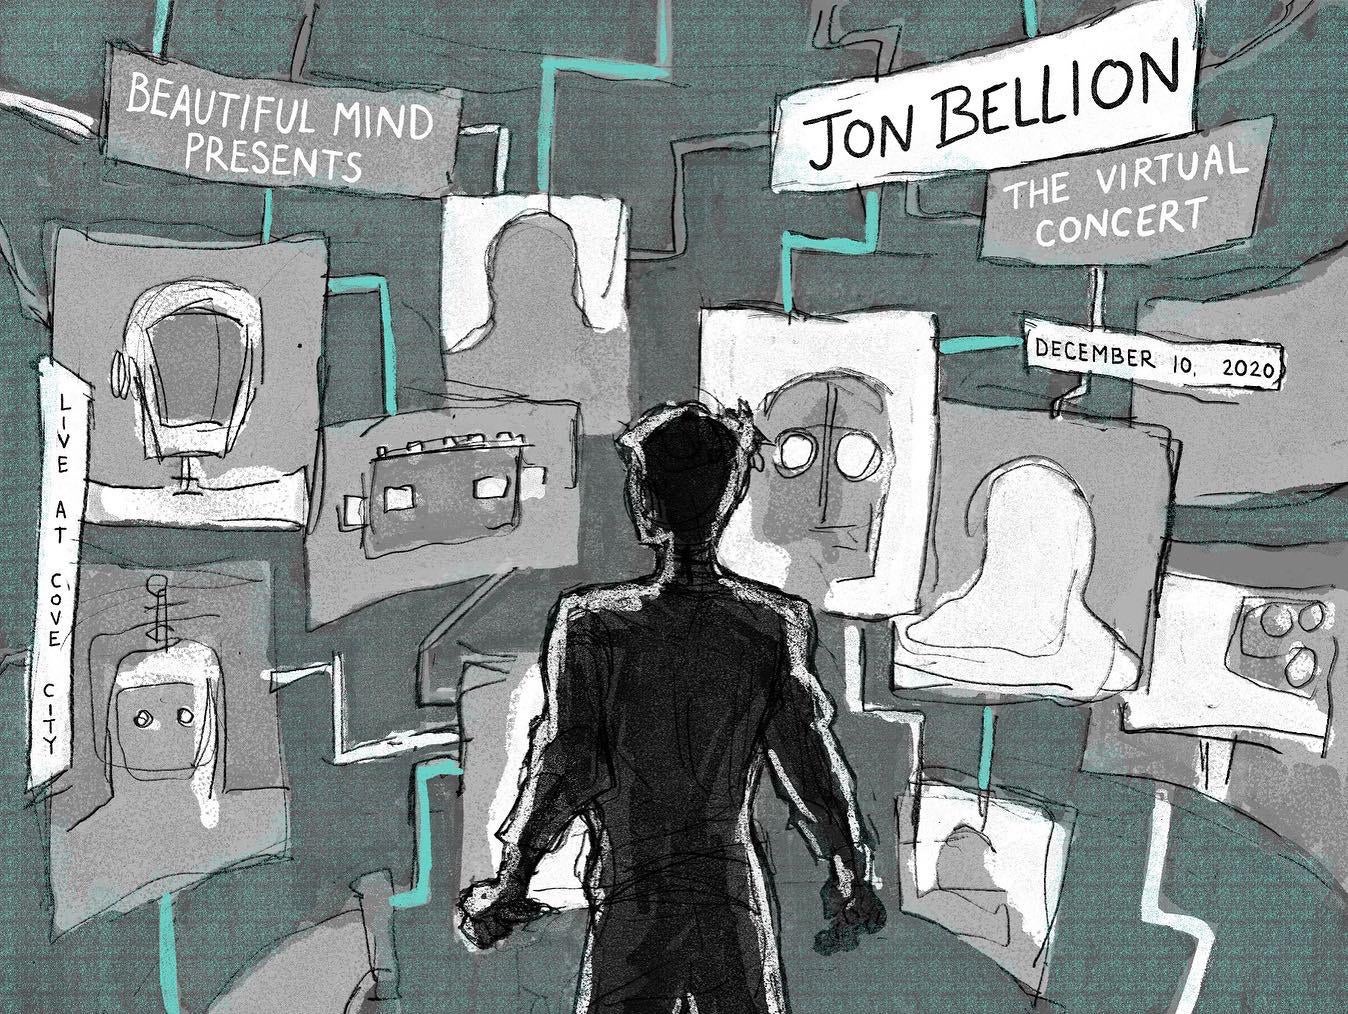 BEAUTIFUL MIND
PRESENTS
JON BELLION
THE VIRTUAL
CONCERT
DECEMBER 10, 2020
LIVE AT COVE CITY